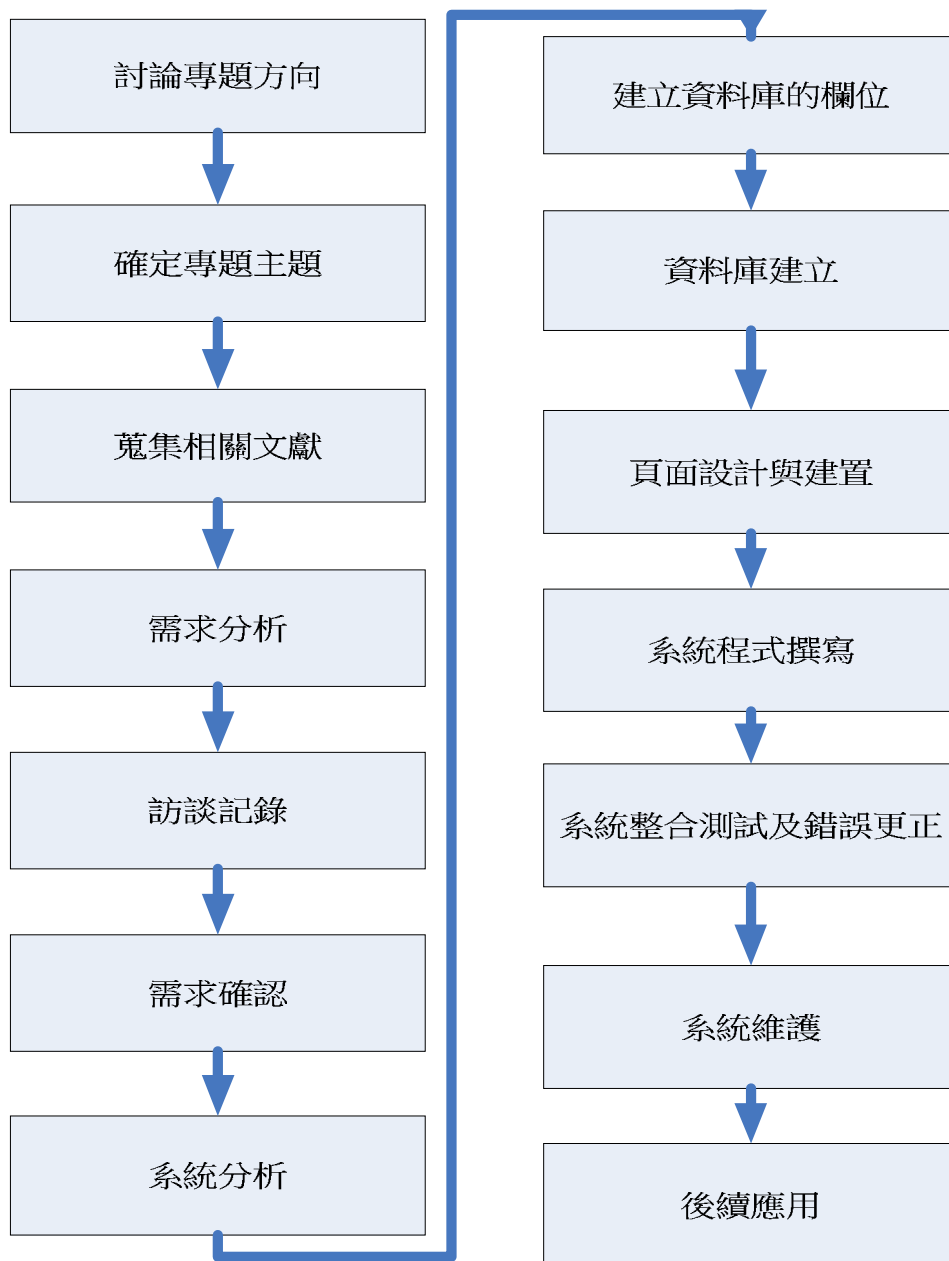 討論專題方向
確定專題主題
蒐集相關文獻
需求分析
訪談記錄
需求確認
系統分析
建立資料庫的欄位
資料庫建立
頁面設計與建置
系統程式撰寫
系統整合測試及錯誤更正
系統維護
後續應用